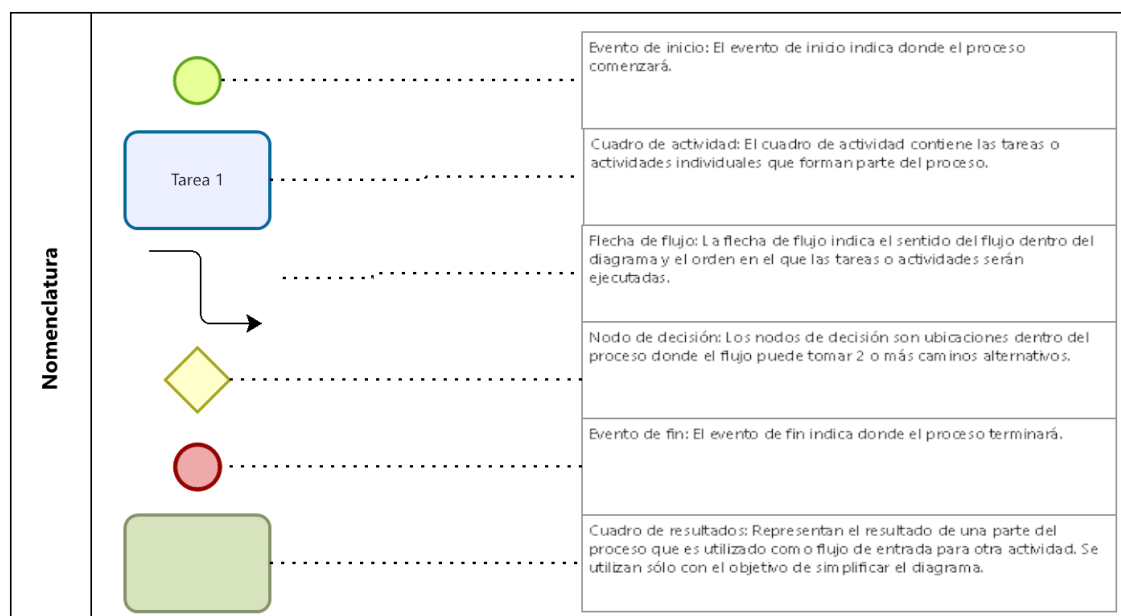 Nomenclatura
Evento de inicio: El evento de inicio indica donde el proceso
comenzará.
Tarea 1
Cuadro de actividad: El cuadro de actividad contiene las tareas o
actividades individuales que forman parte del proceso.
Flecha de flujo: La flecha de flujo indica el sentido del flujo dentro del
diagrama y el orden en el que las tareas o actividades serán
ejecutadas.
Nodo de decisión: Los nodos de decisión son ubicaciones dentro del
proceso donde el flujo puede tomar 2 o más caminos alternativos.
Evento de fin: El evento de fin indica donde el proceso terminará.
Cuadro de resultados: Representan el resultado de una parte del
proceso que es utilizado como flujo de entrada para otra actividad. Se
utilizan sólo con el objetivo de simplificar el diagrama.